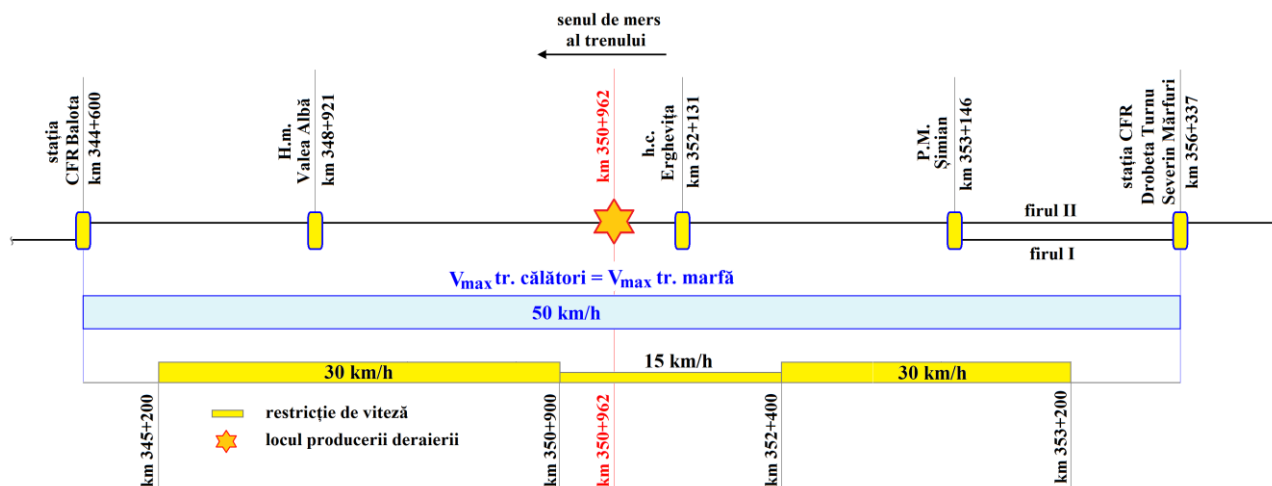 senul de mers
al trenului
stația
CFR Balota
km 344+600
H.m.
Valea Albă
km 348+921
km 350+962
h.c.
Erghevița
km 352+131
P.M.
Șimian
km 353+146
stația CFR
Drobeta Turnu
Severin Mărfuri
km 356+337
firul II
firul I
Vmax tr. călători = Vmax tr. marfă
50 km/h
30 km/h
15 km/h
30 km/h
restricție de viteză
locul producerii deraierii
km 345+200
km 350+900
km 350+962
km 352+400
km 353+200